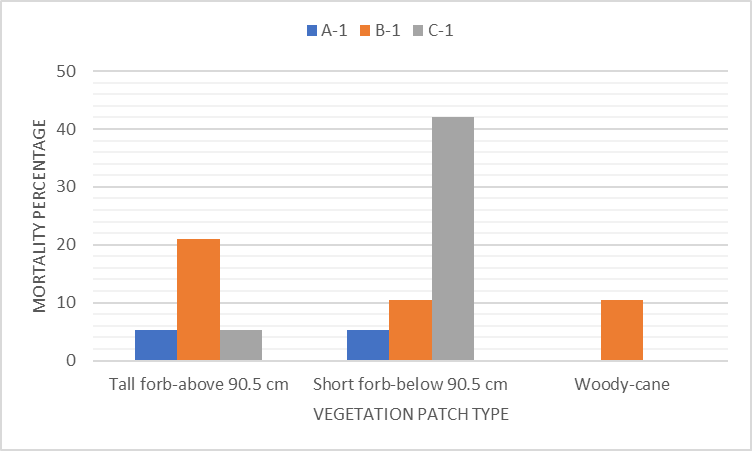 A-1 B-1 C-1
50
40
30
20
10
0
MORTALITY PERCENTAGE
Tall forb-above 90.5 cm Short forb-below 90.5 cm Woody-cane
VEGETATION PATCH TYPE